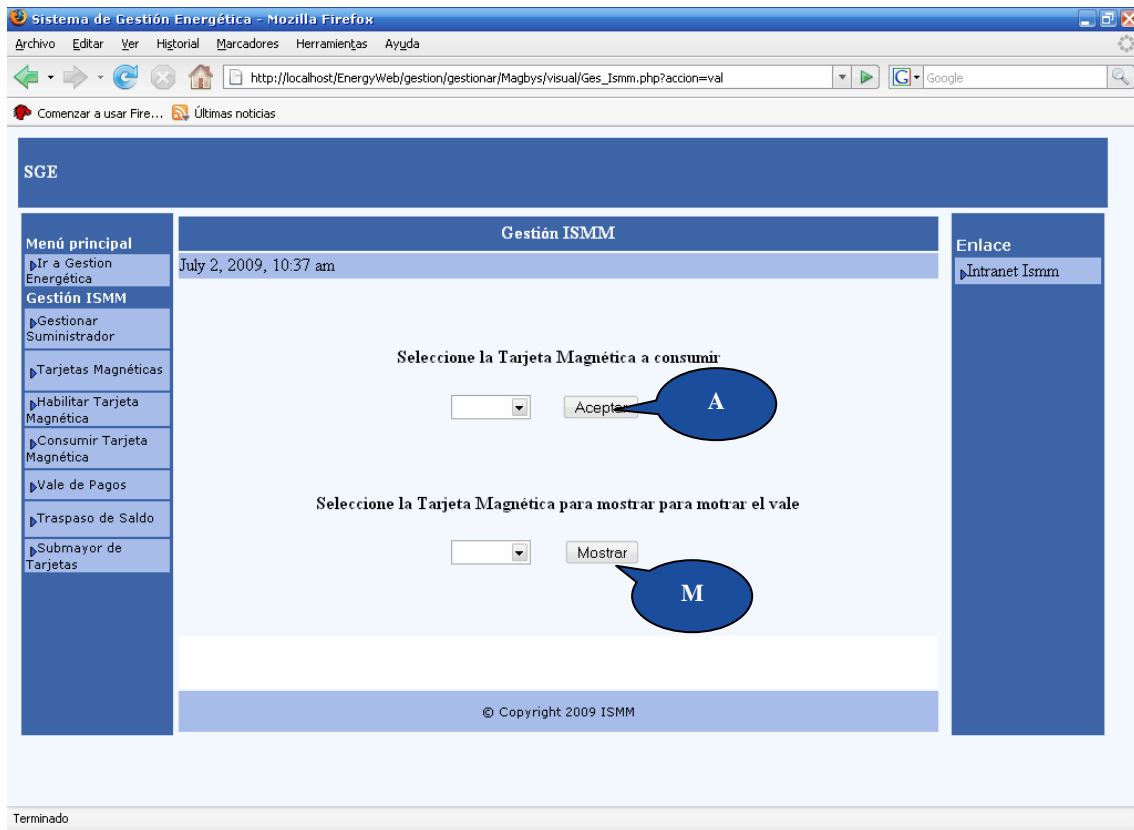 Sistema de Gestión Energética - Mozilla Firefox
Archivo Editar Ver Historial Marcadores Herramientas Ayuda
http://localhost/EnergyWeb/gestion/gestionar/Magbys/visual/Ges_Ismm.php?accion=val
G Google
Comenzar a usar Fire... Últimas noticias
SGE
Menú principal
Ir a Gestion
Energética
Gestión ISMM
Gestionar
Suministrador
Tarjetas Magnéticas
Habilitar Tarjeta
Magnética
Consumir Tarjeta
Magnética
Vale de Pagos
Traspaso de Saldo
Submayor de
Tarjetas
Gestión ISMM
July 2, 2009, 10:37 am
Seleccione la Tarjeta Magnética a consumir
Aceptar
A
Seleccione la Tarjeta Magnética para mostrar para motrar el vale
Mostrar
M
© Copyright 2009 ISMM
Enlace
Intranet Ismm
Terminado